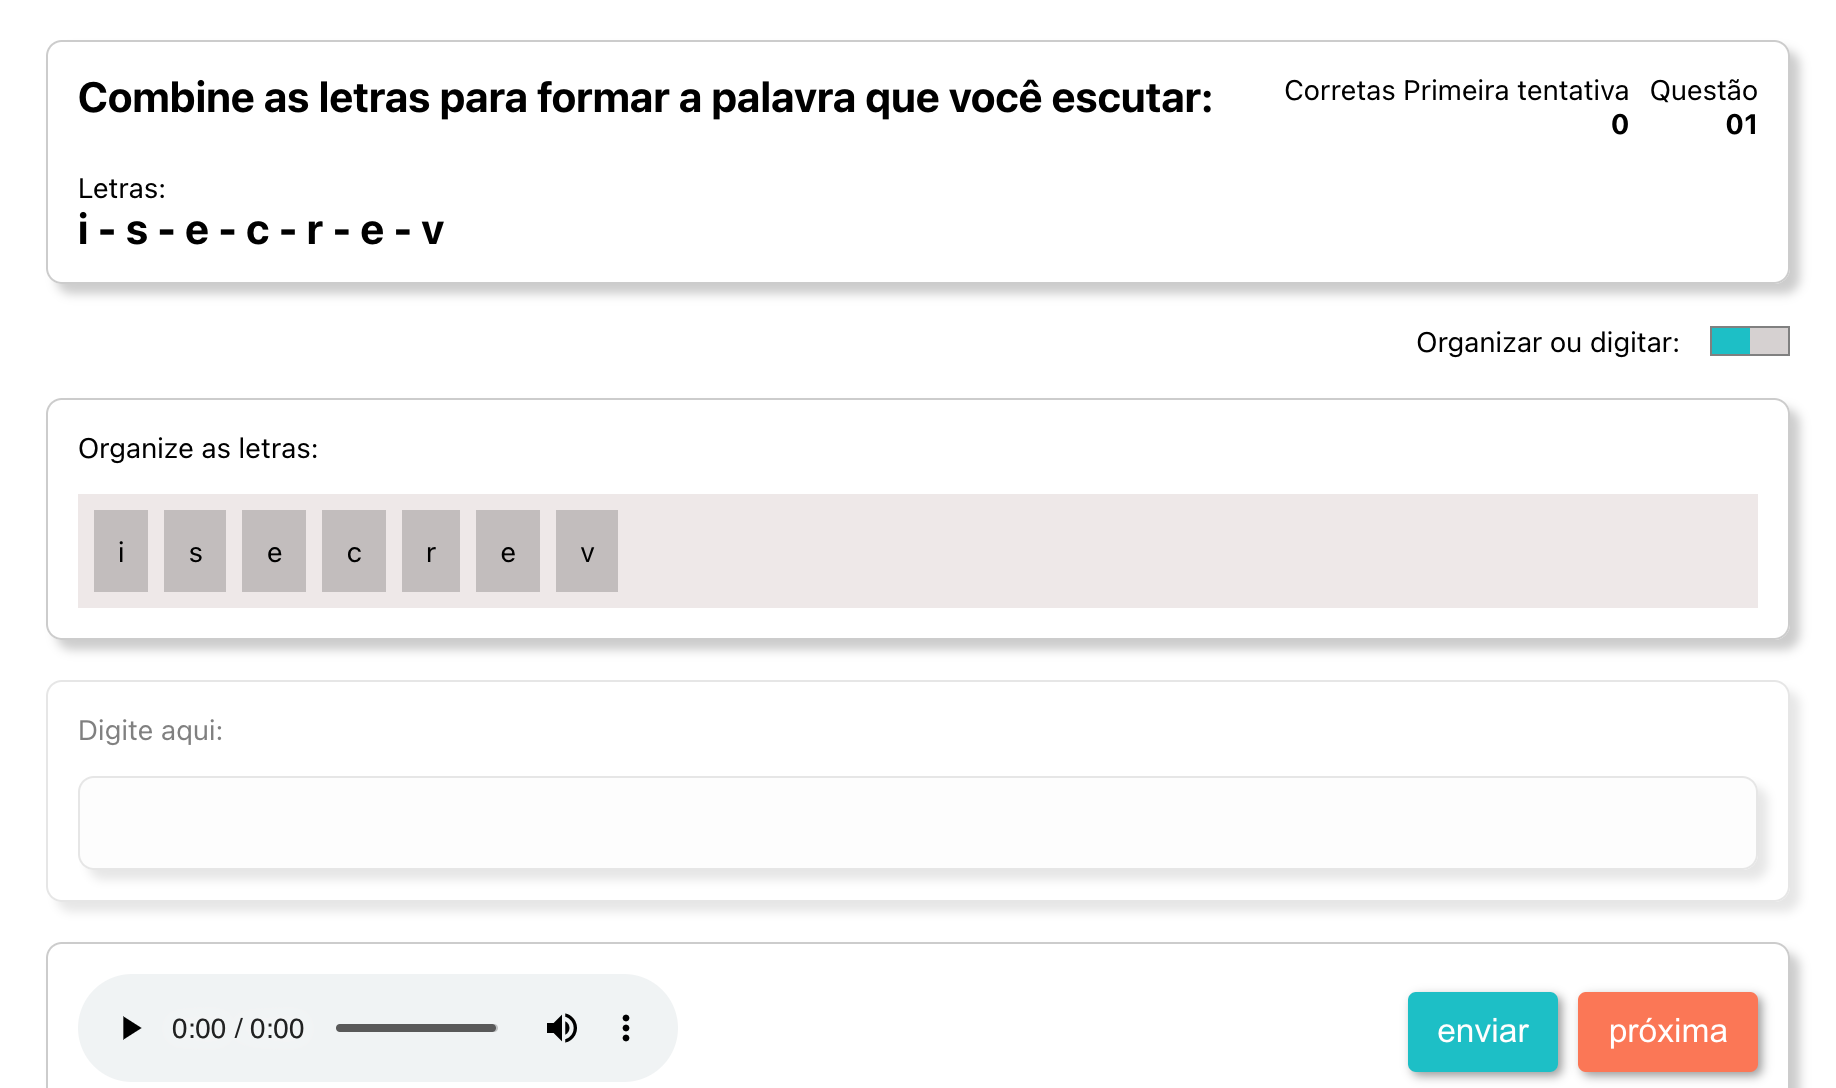 Combine as letras para formar a palavra que você escutar:
Corretas Primeira tentativa
0
Questão
01
Letras:
i - s - e - c - r - e - v
Organizar ou digitar:
Organize as letras:
i s e c r e v
Digite aqui:
0:00 / 0:00
enviar
próxima